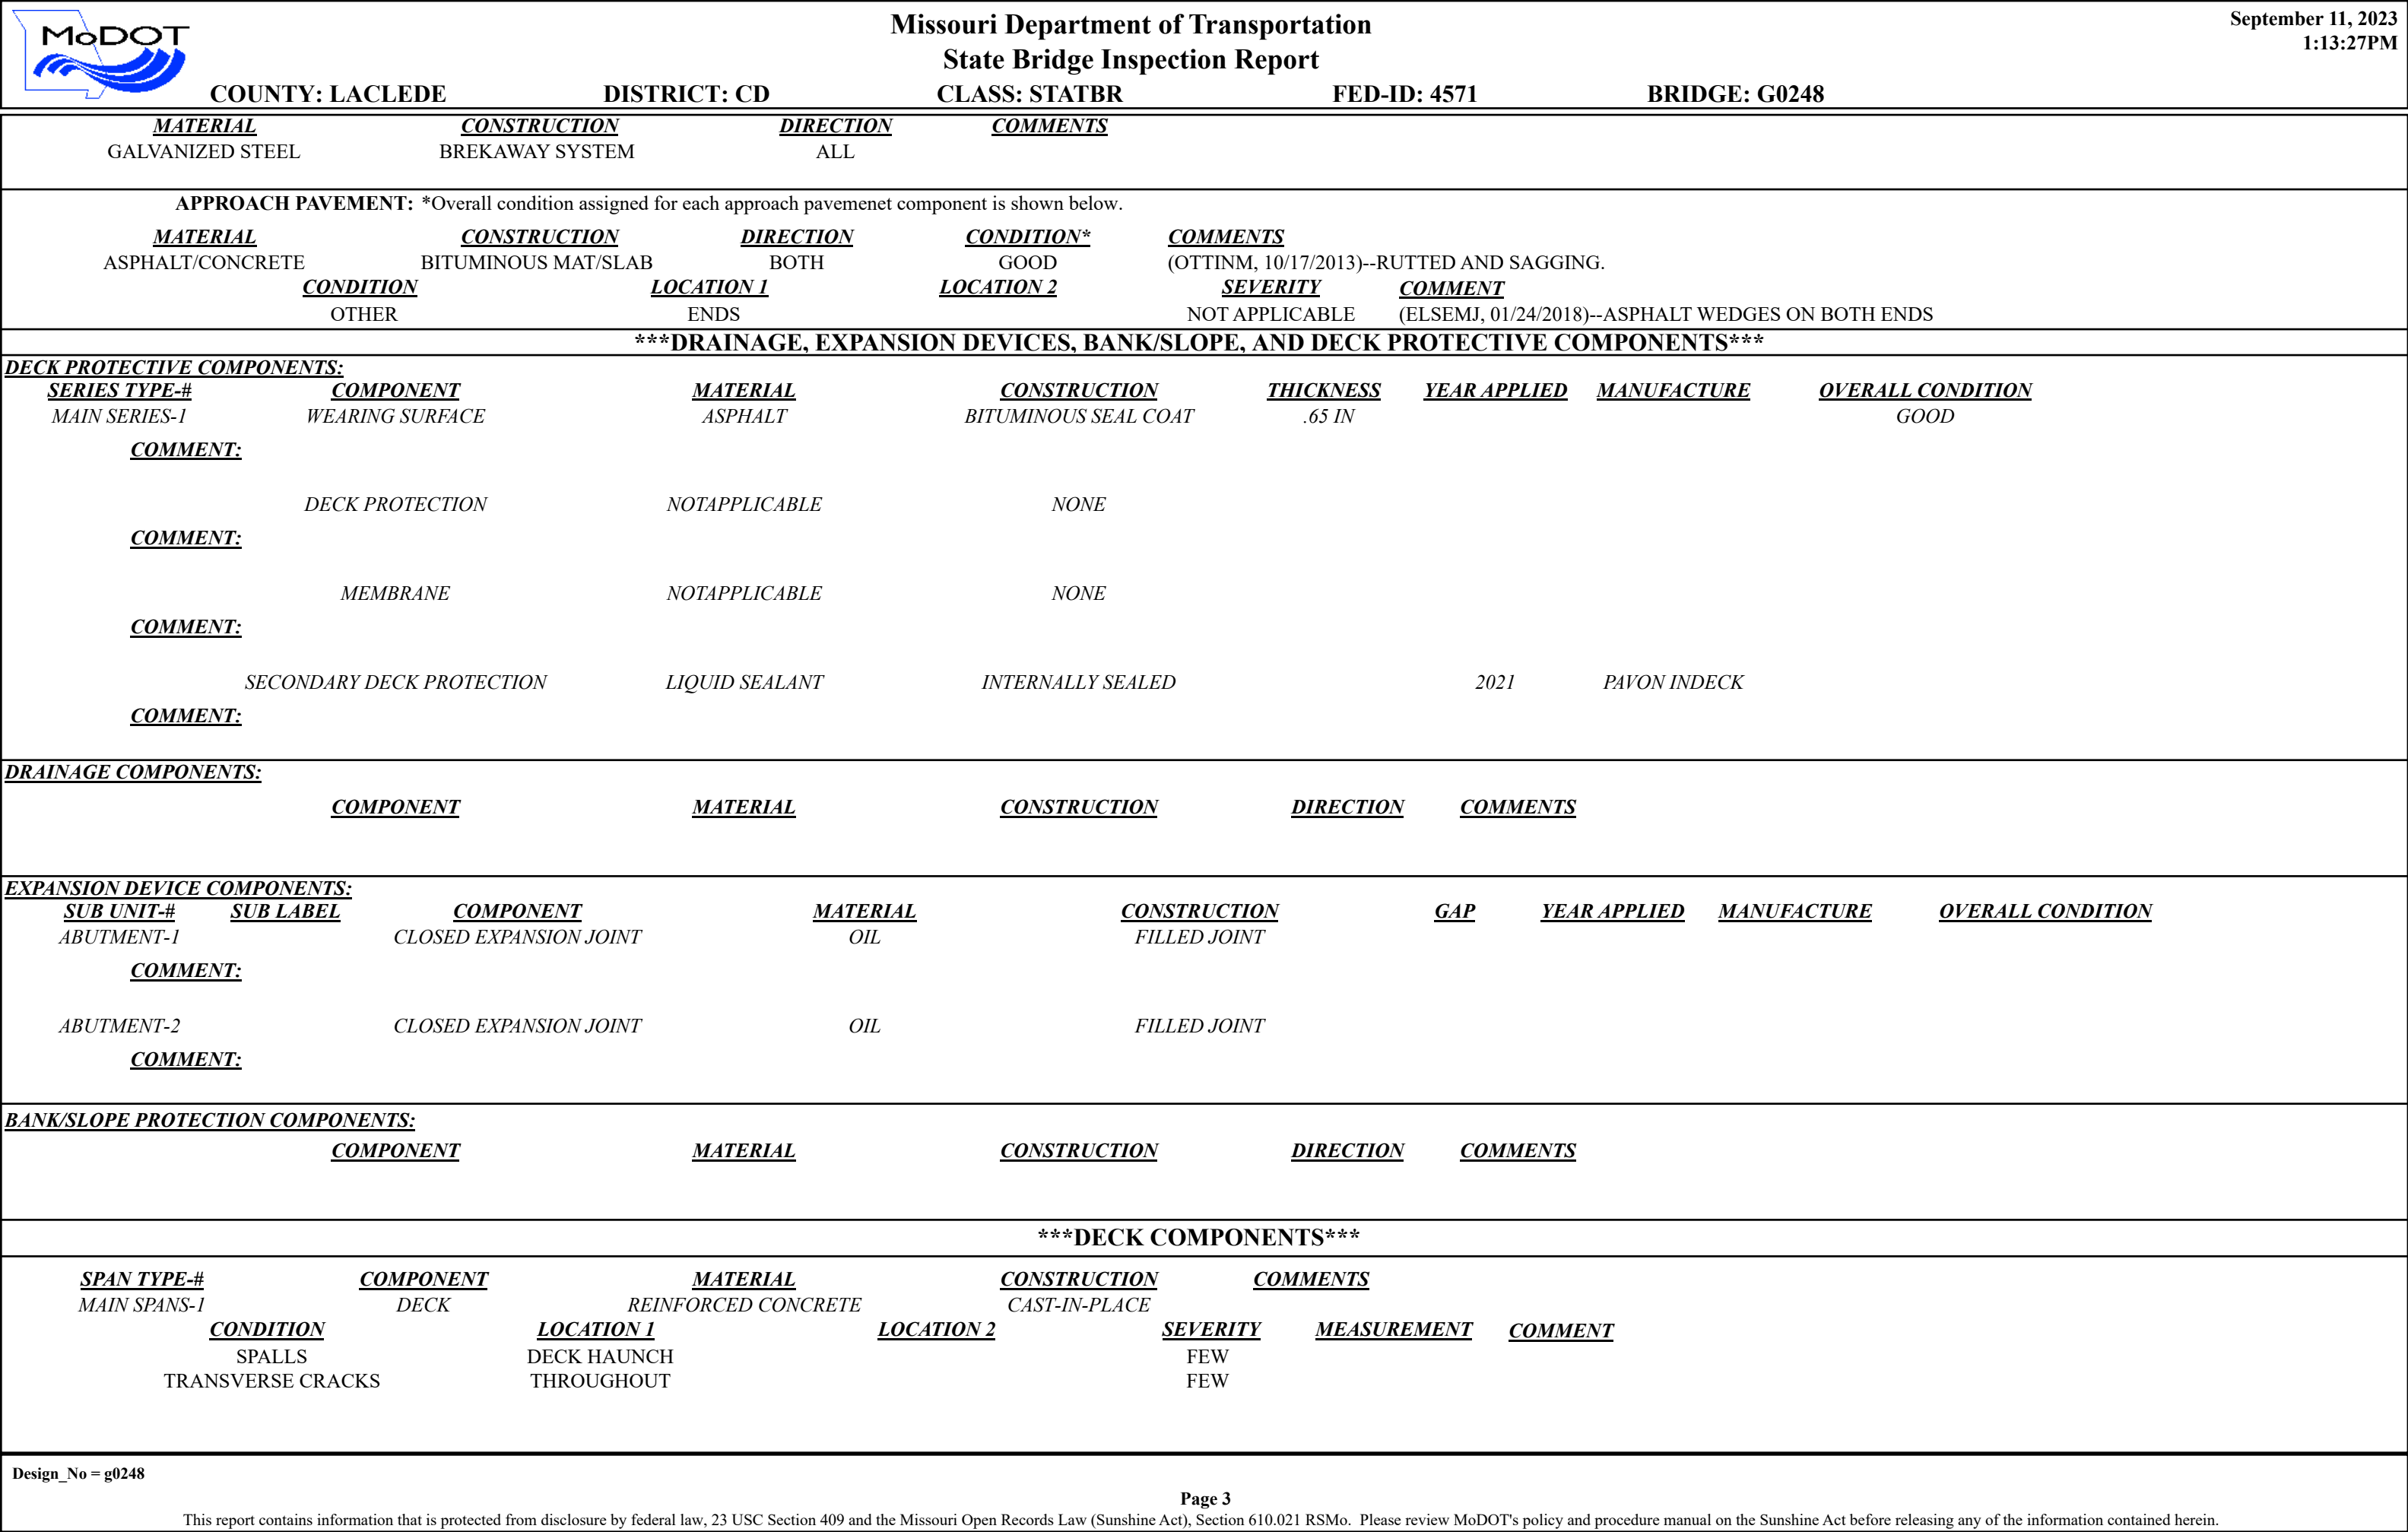 MoDOT
Missouri Department of Transportation
State Bridge Inspection Report
September 11, 2023
1:13:27PM
COUNTY: LACLEDE DISTRICT: CD CLASS: STATBR FED-ID: 4571 BRIDGE: G0248
MATERIAL CONSTRUCTION DIRECTION COMMENTS
GALVANIZED STEEL BREKAWAY SYSTEM ALL
APPROACH PAVEMENT: *Overall condition assigned for each approach pavemenet component is shown below.
MATERIAL CONSTRUCTION DIRECTION CONDITION* COMMENTS
ASPHALT/CONCRETE BITUMINOUS MAT/SLAB BOTH GOOD (OTTINM, 10/17/2013)--RUTTED AND SAGGING.
CONDITION LOCATION 1 LOCATION 2 SEVERITY COMMENT
OTHER ENDS NOT APPLICABLE (ELSEMJ, 01/24/2018)--ASPHALT WEDGES ON BOTH ENDS
***DRAINAGE, EXPANSION DEVICES, BANK/SLOPE, AND DECK PROTECTIVE COMPONENTS***
DECK PROTECTIVE COMPONENTS:
SERIES TYPE-# COMPONENT MATERIAL CONSTRUCTION THICKNESS YEAR APPLIED MANUFACTURE OVERALL CONDITION
MAIN SERIES-1 WEARING SURFACE ASPHALT BITUMINOUS SEAL COAT .65 IN GOOD
COMMENT:
DECK PROTECTION NOTAPPLICABLE NONE
COMMENT:
MEMBRANE NOTAPPLICABLE NONE
COMMENT:
SECONDARY DECK PROTECTION LIQUID SEALANT INTERNALLY SEALED 2021 PAVON INDECK
COMMENT:
DRAINAGE COMPONENTS:
COMPONENT MATERIAL CONSTRUCTION DIRECTION COMMENTS
EXPANSION DEVICE COMPONENTS:
SUB UNIT-# SUB LABEL COMPONENT MATERIAL CONSTRUCTION GAP YEAR APPLIED MANUFACTURE OVERALL CONDITION
ABUTMENT-1 CLOSED EXPANSION JOINT OIL FILLED JOINT
COMMENT:
ABUTMENT-2 CLOSED EXPANSION JOINT OIL FILLED JOINT
COMMENT:
BANK/SLOPE PROTECTION COMPONENTS:
COMPONENT MATERIAL CONSTRUCTION DIRECTION COMMENTS
***DECK COMPONENTS***
SPAN TYPE-# COMPONENT MATERIAL CONSTRUCTION COMMENTS
MAIN SPANS-1 DECK REINFORCED CONCRETE CAST-IN-PLACE
CONDITION LOCATION 1 LOCATION 2 SEVERITY MEASUREMENT COMMENT
SPALLS DECK HAUNCH FEW
TRANSVERSE CRACKS THROUGHOUT FEW
Design_No = g0248
Page 3
This report contains information that is protected from disclosure by federal law, 23 USC Section 409 and the Missouri Open Records Law (Sunshine Act), Section 610.021 RSMo. Please review MoDOT's policy and procedure manual on the Sunshine Act before releasing any of the information contained herein.